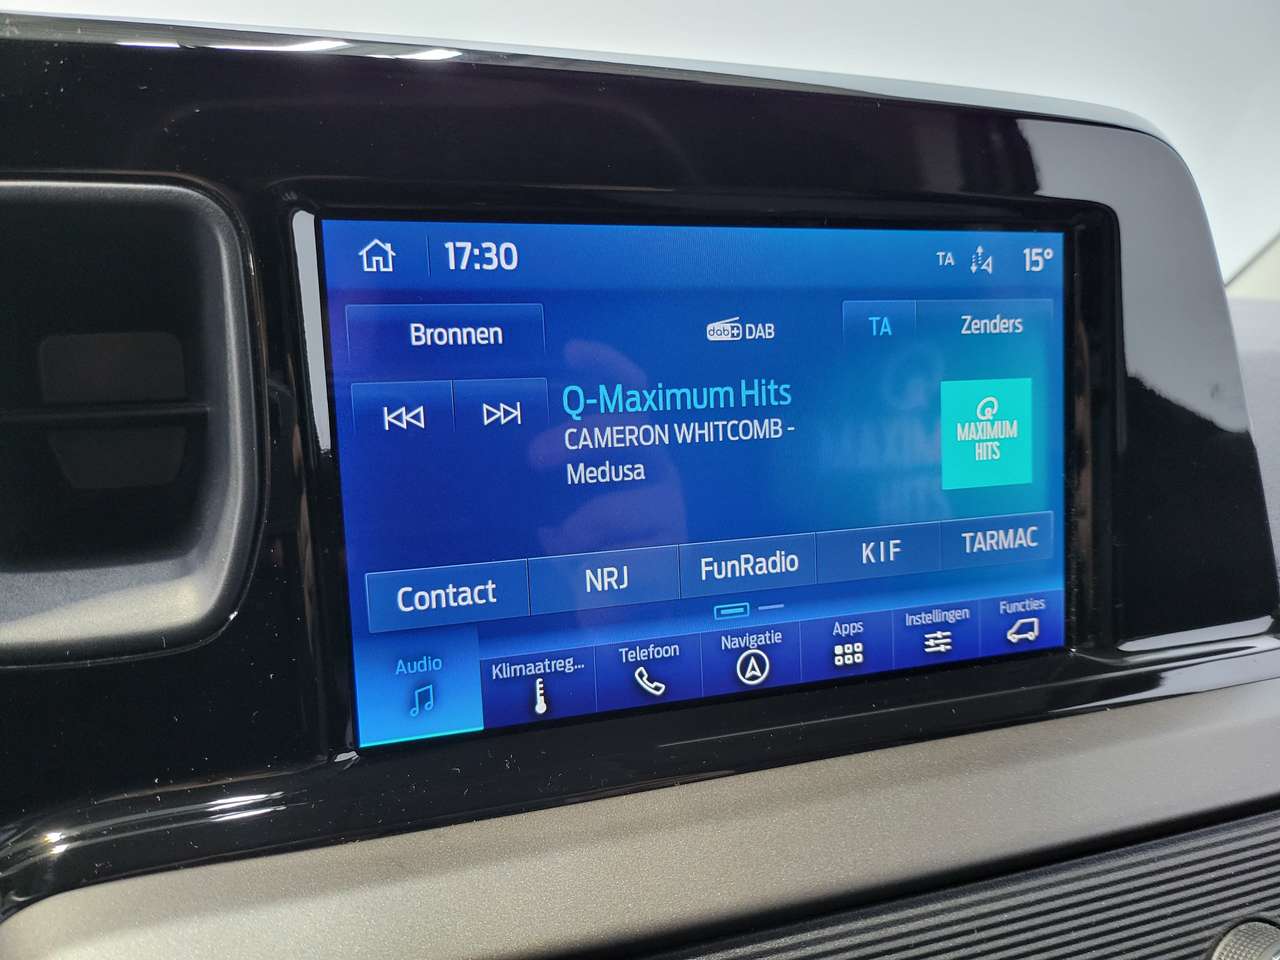 17:30
TA
15°
Bronnen
dab+ DAB
TA
Zenders
Q-Maximum Hits
CAMERON WHITCOMB -
Medusa
Q
MAXIMUM
HITS
Contact
NRJ
FunRadio
KIF
TARMAC
Audio
Klimaatreg...
Telefoon
Navigatie
Apps
Instellingen
Functies